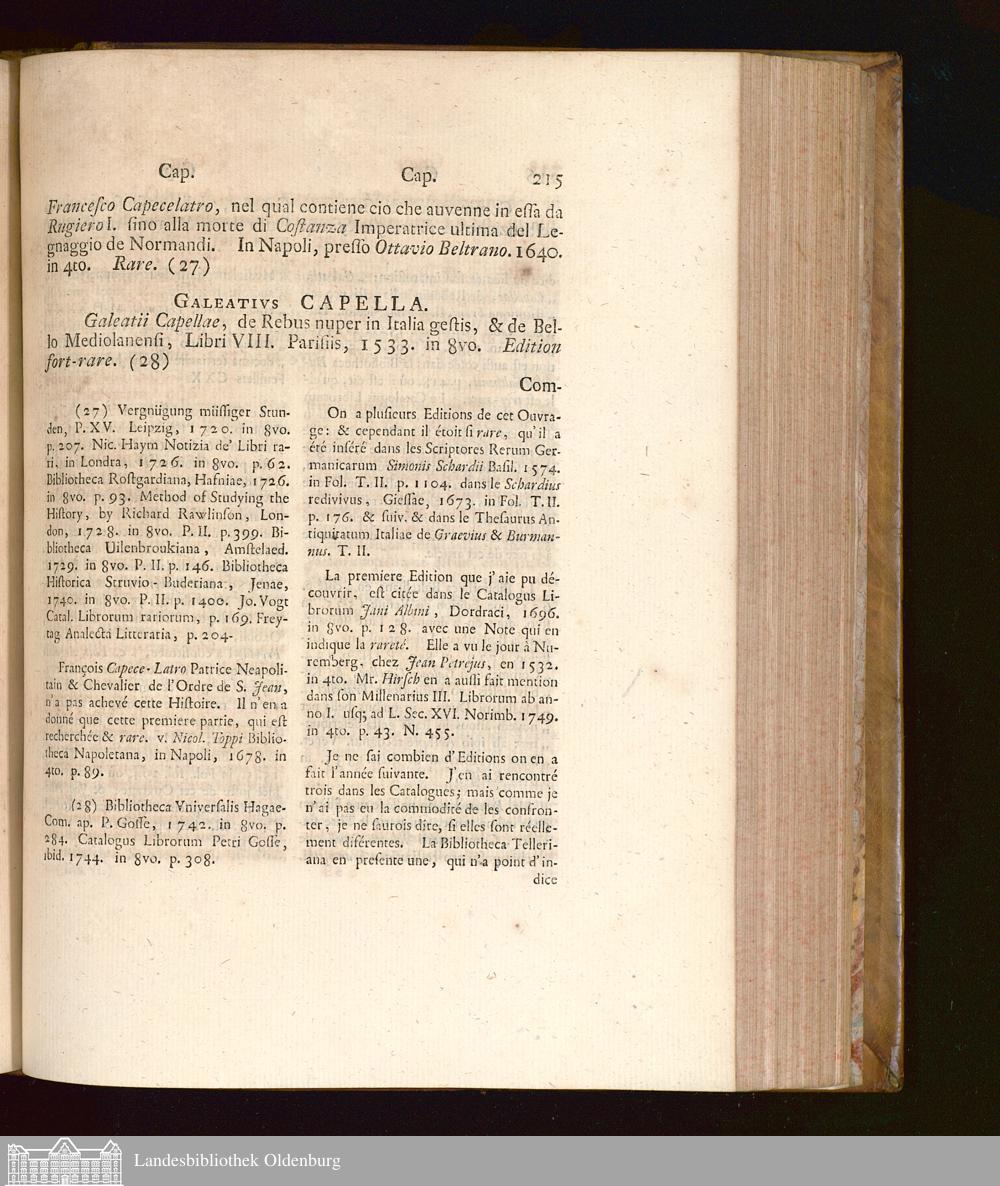 Cap. Cap. 215
Franceſco Capecelatro, nel qual contiene cio che auvenne in eſſa da
Rugiero I. ſino alla morte di Coſtanza Imperatrice ultima del Le-
gnaggio de Normandi. In Napoli, preſſo Ottavio Beltrano. 1640.
in 4to. Rare. (27)
GALEATIVS CAPELLA.
Galeatii Capellae, de Rebus nuper in Italia geſtis, & de Bel-
lo Mediolanenſi, Libri VIII. Pariſiis, 1533. in 8vo. Edition
fort-rare. (28)
Com-
(27) Vergnügung müſſiger Stun-
den, P. XV. Leipzig, 1720. in 8vo.
p. 207. Nic. Haym Notizia de' Libri ra-
ri, in Londra, 1726. in 8vo. p. 62.
Bibliotheca Roſtgardiana, Hafniae, 1726.
in 8vo. p. 93. Method of Studying the
Hiſtory, by Richard Rawlinſon, Lon-
don, 1728. in 8vo. P. II. p. 399. Bi-
bliotheca Uilenbroukiana, Amſtelaed.
1729. in 8vo. P. II. p. 146. Bibliotheca
Hiſtorica Struvio-Buderiana, Jenae,
1740. in 8vo. P. II. p. 1400. Jo. Vogt
Catal. Librorum rariorum, p. 169. Frey-
tag Analecta Litteraria, p. 204.
François Capece-Latro Patrice Neapoli-
tain & Chevalier de l'Ordre de S. Jean,
n'a pas achevé cette Hiſtoire. Il n'en a
donné que cette premiere partie, qui eſt
recherchée & rare. v. Nicol. Toppi Biblio-
theca Napoletana, in Napoli, 1678. in
4to. p. 89.
(28) Bibliotheca Vniverſalis Hagae-
Com. ap. P. Goſſe, 1742. in 8vo. p.
284. Catalogus Librorum Petri Goſſe,
ibid. 1744. in 8vo. p. 308.
On a pluſieurs Editions de cet Ouvra-
ge: & cependant il étoit ſi rare, qu'il a
été inſéré dans les Scriptores Rerum Ger-
manicarum Simonis Schardii Baſil. 1574.
in Fol. T. II. p. 1104. dans le Schardius
redivivus, Gieſſae, 1673. in Fol. T. II.
p. 176. & ſuiv. & dans le Theſaurus An-
tiquitatum Italiae de Graevius & Burman-
nus. T. II.
La premiere Edition que j'aie pu dé-
couvrir, eſt citée dans le Catalogus Li-
brorum Jani Albini, Dordraci, 1696.
in 8vo. p. 128. avec une Note qui en
indique la rareté. Elle a vu le jour à Nu-
remberg, chez Jean Petrejus, en 1532.
in 4to. Mr. Hirſch en a auſſi fait mention
dans ſon Millenarius III. Librorum ab an-
no I. uſq; ad L. Sec. XVI. Norimb. 1749.
in 4to. p. 43. N. 455.
Je ne ſai combien d'Editions on en a
fait l'année ſuivante. J'en ai rencontré
trois dans les Catalogues; mais comme je
n'ai pas eu la commodité de les confron-
ter, je ne ſaurois dire, ſi elles ſont réelle-
ment diférentes. La Bibliotheca Telleri-
ana en preſente une, qui n'a point d'in-
dice
Landesbibliothek Oldenburg